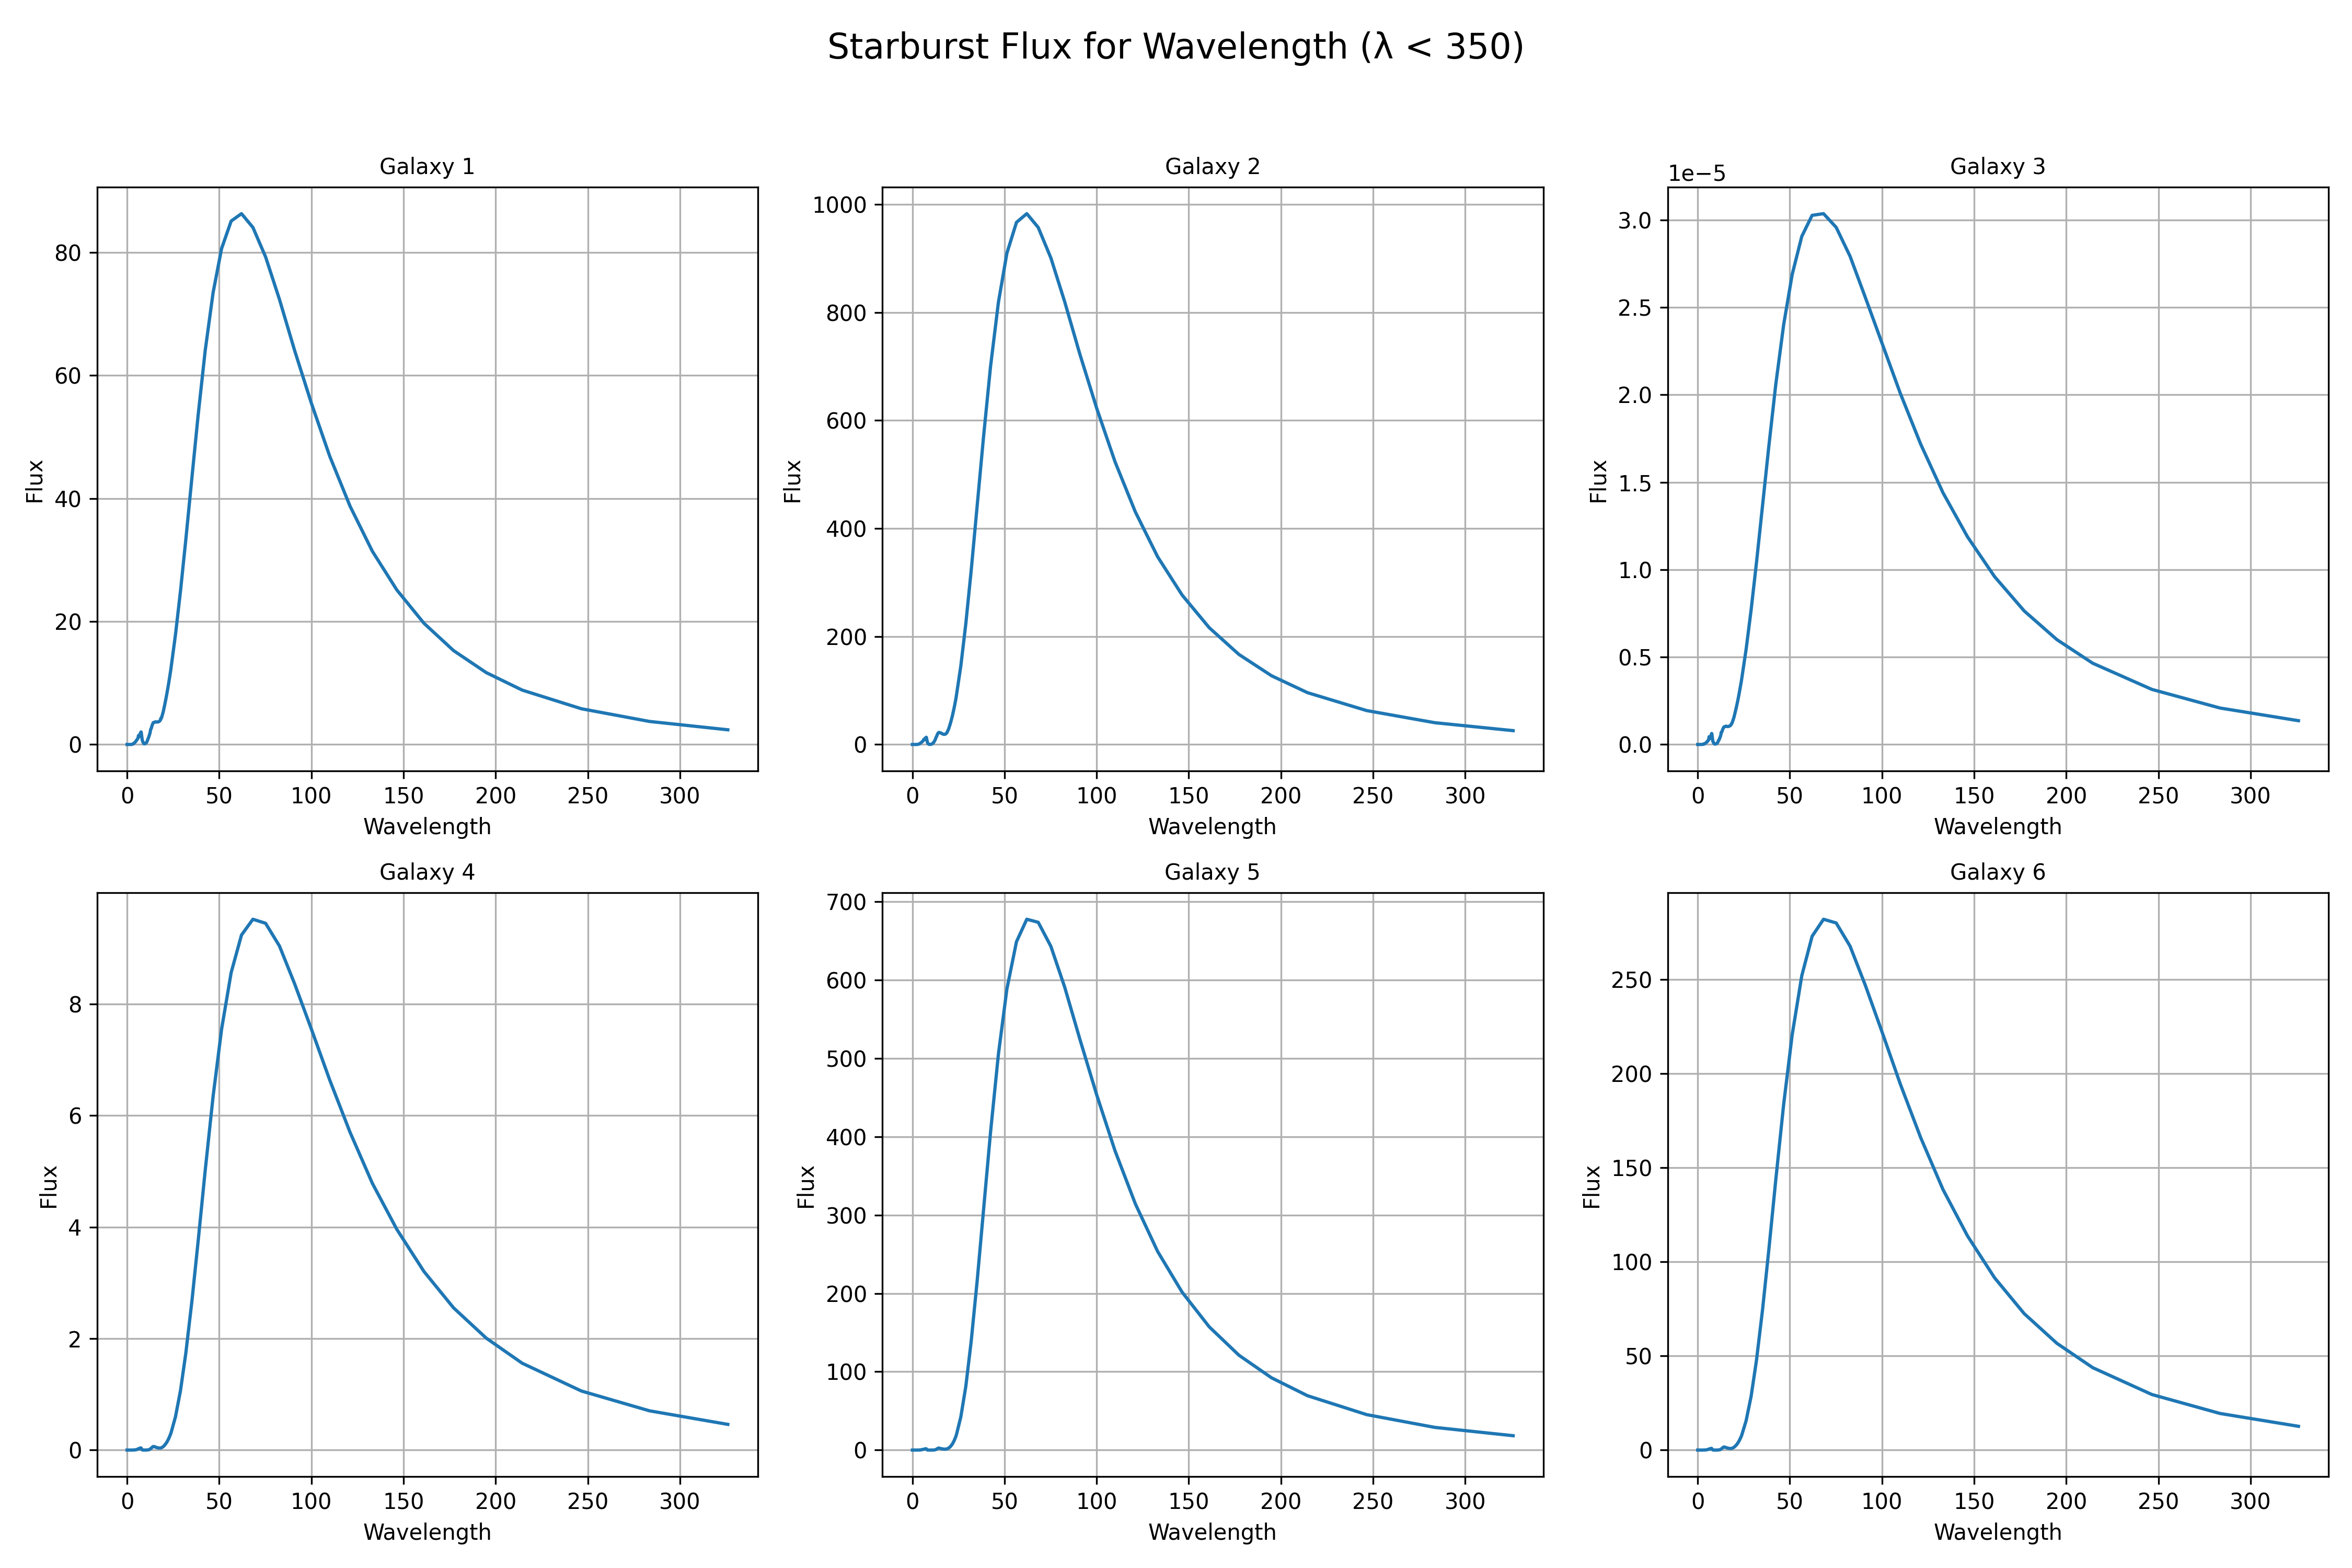 Starburst Flux for Wavelength (λ < 350)
Galaxy 1
80
60
40
20
0
Flux
0 50 100 150 200 250 300
Wavelength
Galaxy 2
1000
800
600
400
200
0
Flux
0 50 100 150 200 250 300
Wavelength
Galaxy 3
1e−5
3.0
2.5
2.0
1.5
1.0
0.5
0.0
Flux
0 50 100 150 200 250 300
Wavelength
Galaxy 4
8
6
4
2
0
Flux
0 50 100 150 200 250 300
Wavelength
Galaxy 5
700
600
500
400
300
200
100
0
Flux
0 50 100 150 200 250 300
Wavelength
Galaxy 6
250
200
150
100
50
0
Flux
0 50 100 150 200 250 300
Wavelength